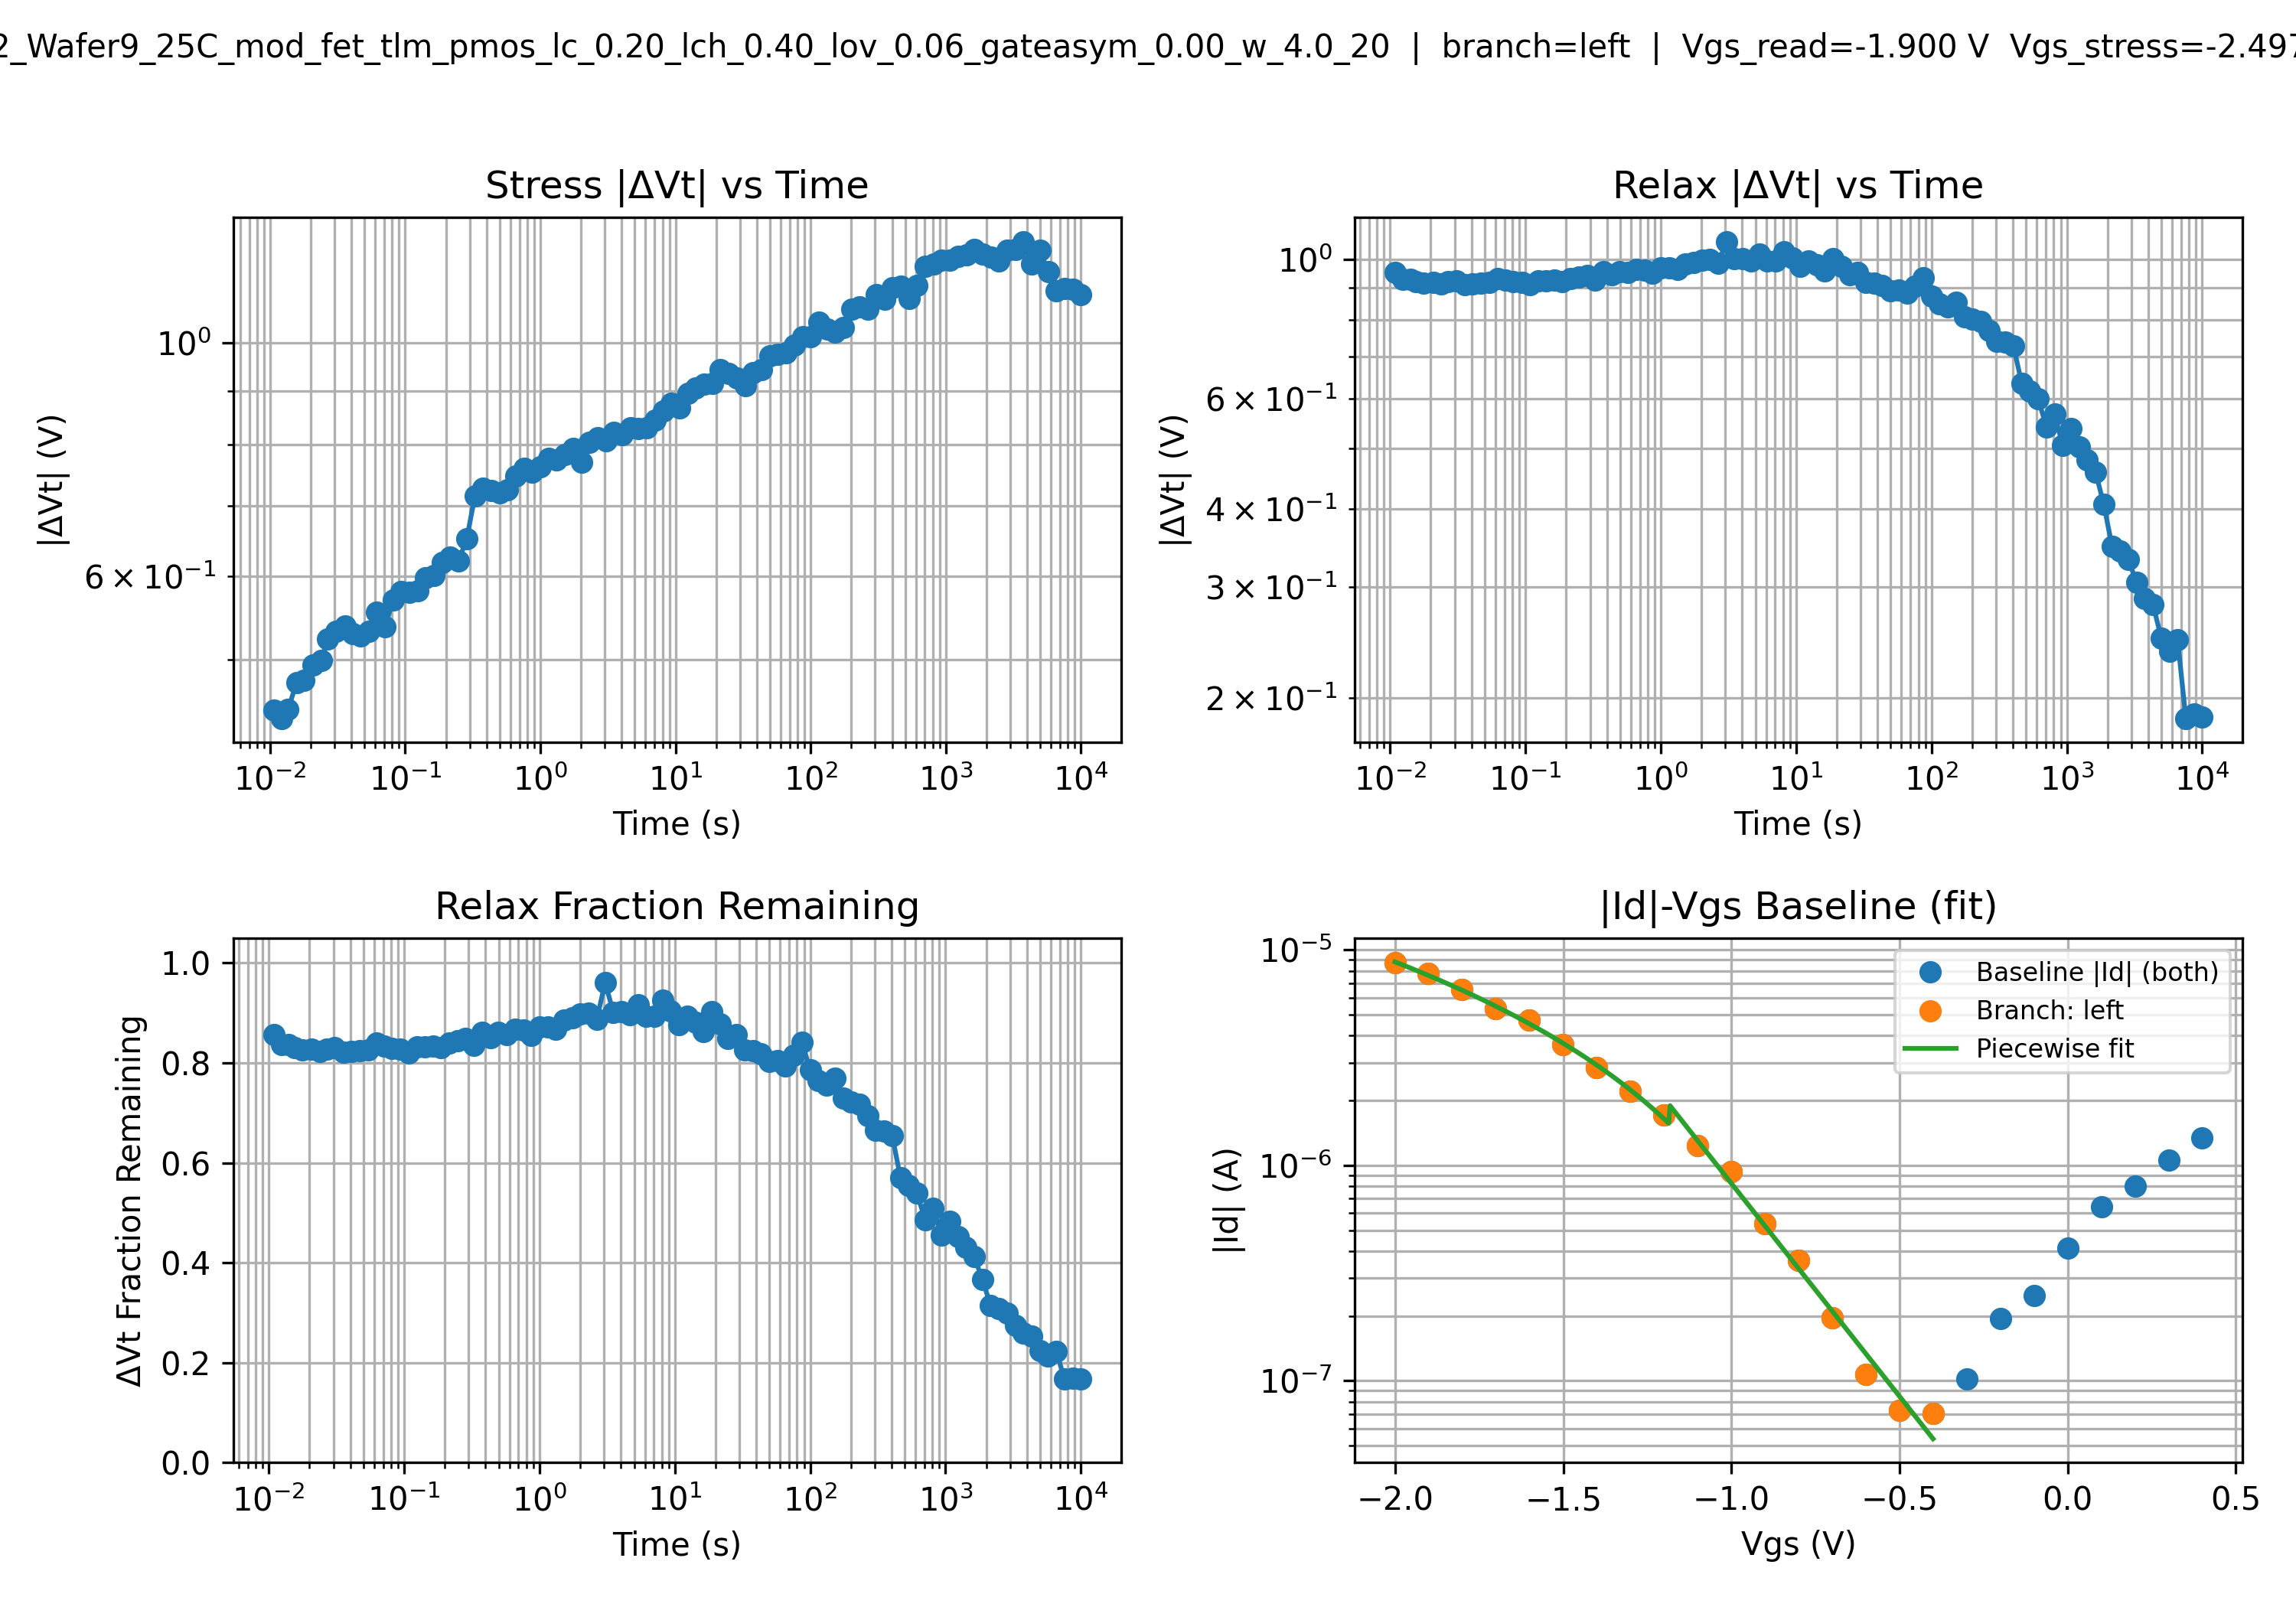 2_Wafer9_25C_mod_fet_tlm_pmos_lc_0.20_lch_0.40_lov_0.06_gateasym_0.00_w_4.0_20 | branch=left | Vgs_read=-1.900 V Vgs_stress=-2.497
Stress |ΔVt| vs Time
|ΔVt| (V)
10⁰
6 × 10⁻¹
10⁻² 10⁻¹ 10⁰ 10¹ 10² 10³ 10⁴
Time (s)
Relax |ΔVt| vs Time
|ΔVt| (V)
10⁰
6 × 10⁻¹
4 × 10⁻¹
3 × 10⁻¹
2 × 10⁻¹
10⁻² 10⁻¹ 10⁰ 10¹ 10² 10³ 10⁴
Time (s)
Relax Fraction Remaining
ΔVt Fraction Remaining
1.0
0.8
0.6
0.4
0.2
0.0
10⁻² 10⁻¹ 10⁰ 10¹ 10² 10³ 10⁴
Time (s)
|Id|-Vgs Baseline (fit)
|Id| (A)
10⁻⁵
10⁻⁶
10⁻⁷
Baseline |Id| (both)
Branch: left
Piecewise fit
−2.0 −1.5 −1.0 −0.5 0.0 0.5
Vgs (V)